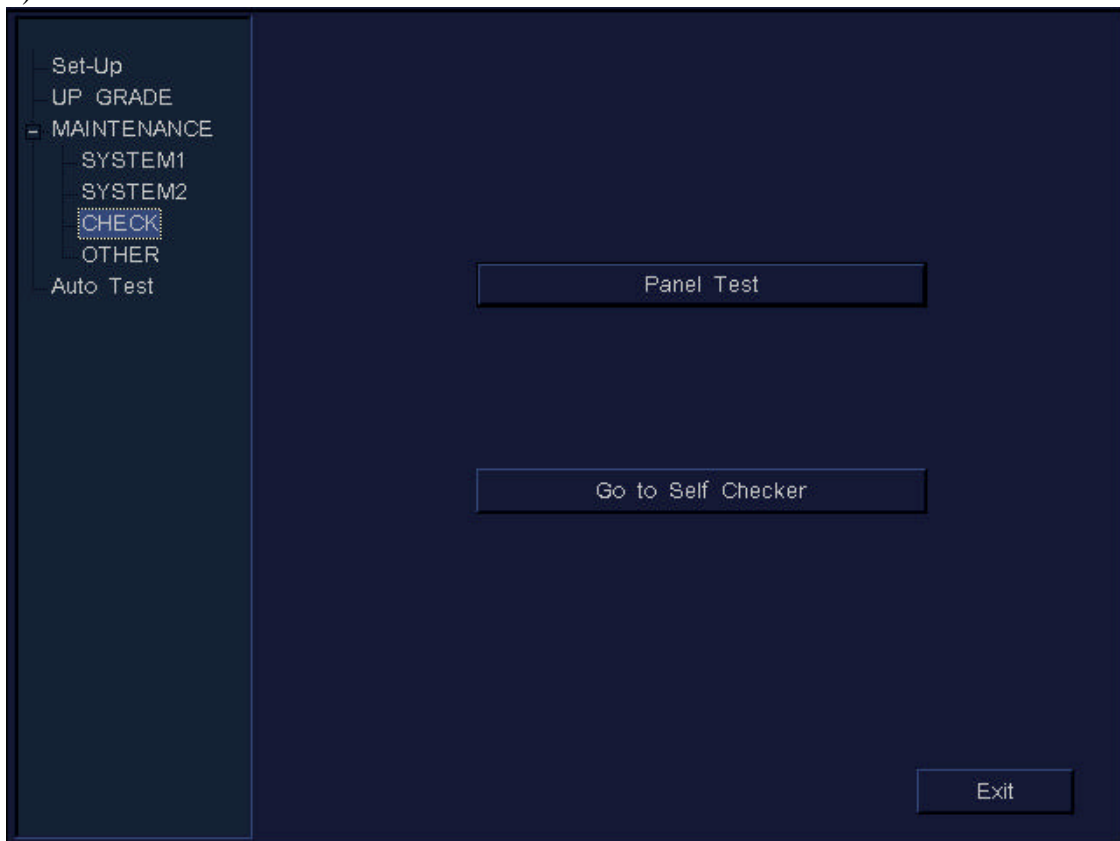 Set-Up
UP GRADE
MAINTENANCE
SYSTEM1
SYSTEM2
CHECK
OTHER
Auto Test
Panel Test
Go to Self Checker
Exit